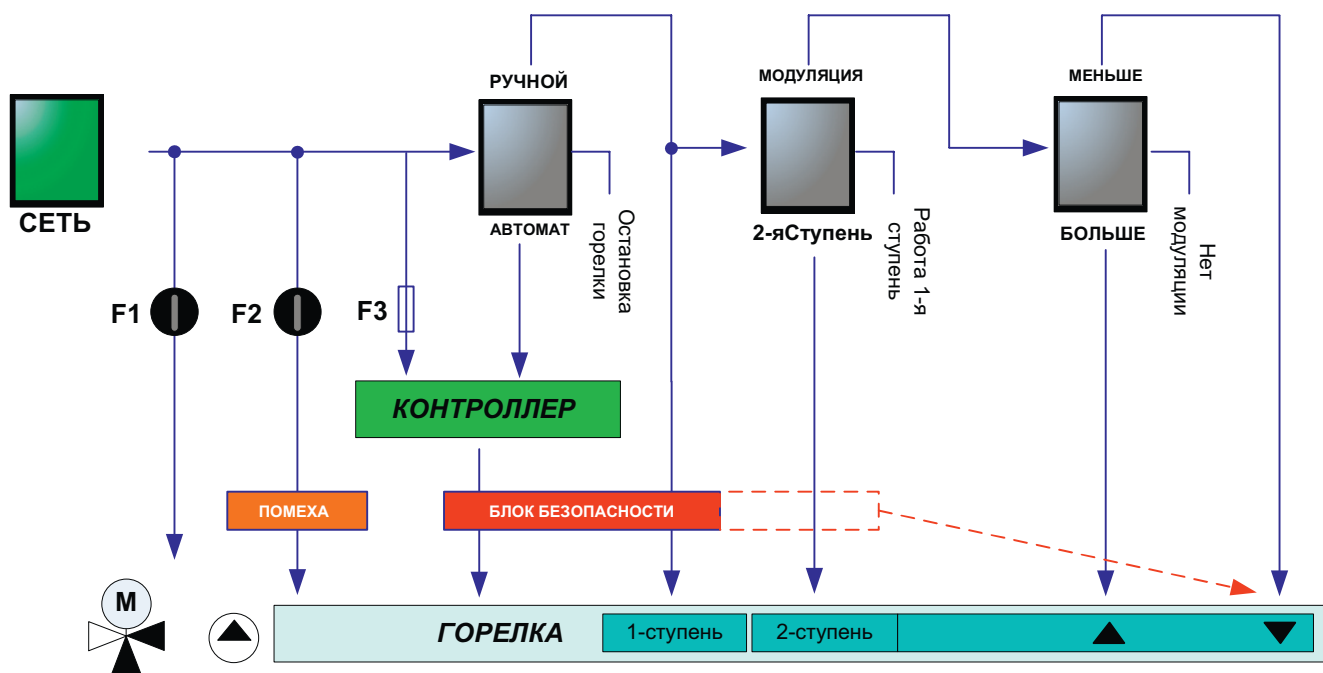 РУЧНОЙ
МОДУЛЯЦИЯ
МЕНЬШЕ
СЕТЬ
АВТОМАТ
2-яСтупень
БОЛЬШЕ
Остановка
горелки
Работа 1-я
ступень
Нет
модуляции
F1
F2
F3
КОНТРОЛЛЕР
ПОМЕХА
БЛОК БЕЗОПАСНОСТИ
M
ГОРЕЛКА
1-ступень
2-ступень